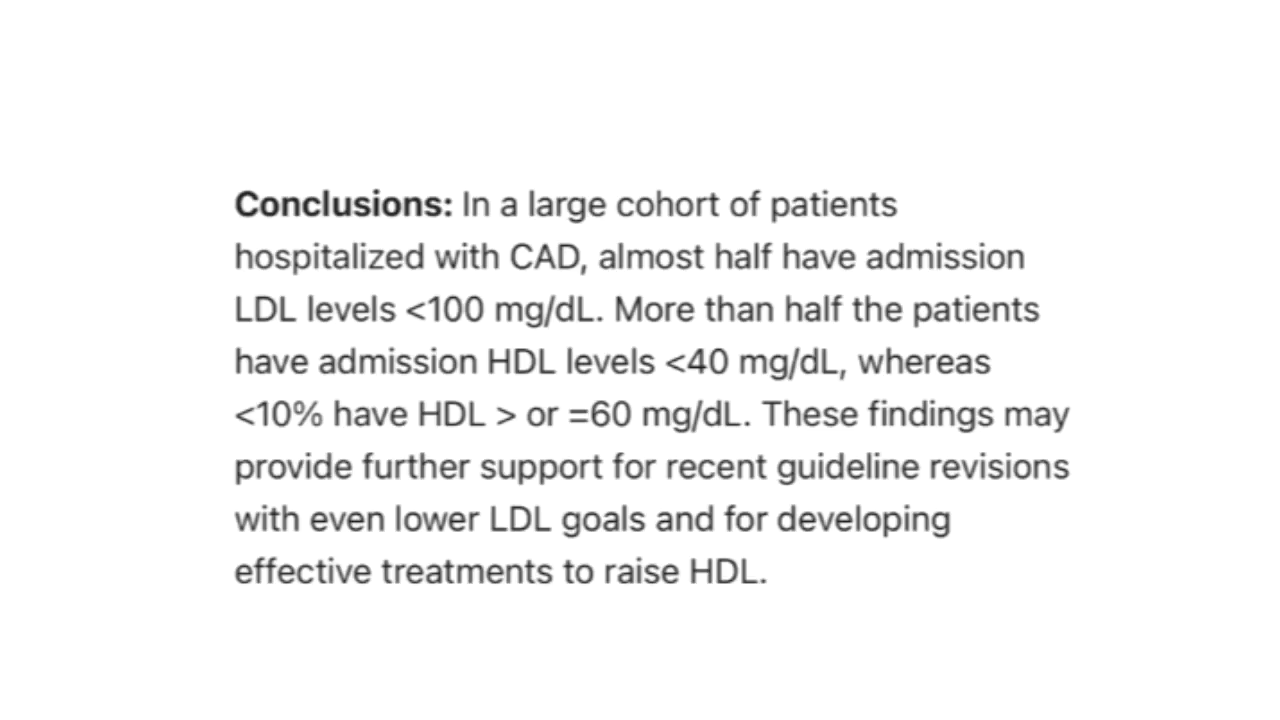 Conclusions: In a large cohort of patients
hospitalized with CAD, almost half have admission
LDL levels <100 mg/dL. More than half the patients
have admission HDL levels <40 mg/dL, whereas
<10% have HDL > or =60 mg/dL. These findings may
provide further support for recent guideline revisions
with even lower LDL goals and for developing
effective treatments to raise HDL.